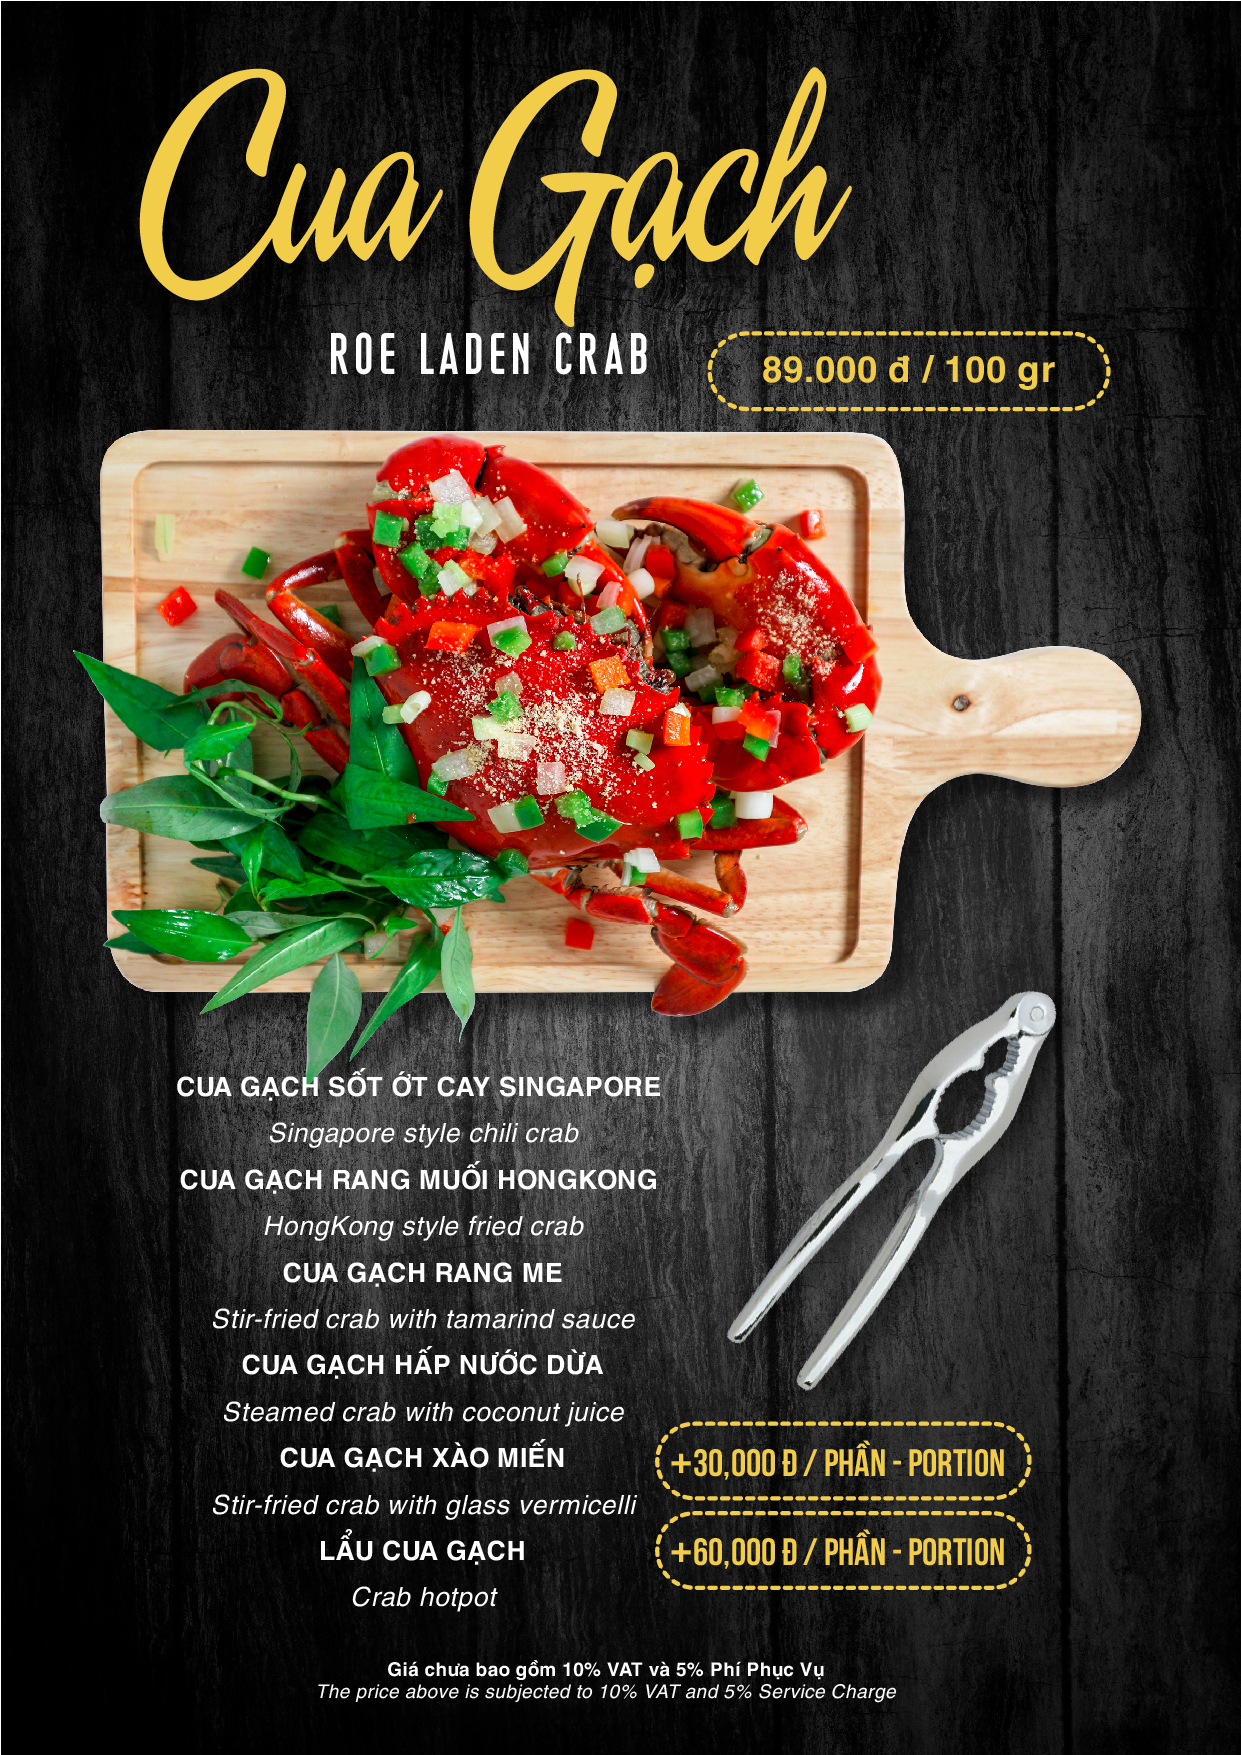 Cua Gạch
ROE LADEN CRAB
89.000 đ / 100 gr
CUA GẠCH SỐT ỚT CAY SINGAPORE
Singapore style chili crab
CUA GẠCH RANG MUỐI HONGKONG
HongKong style fried crab
CUA GẠCH RANG ME
Stir-fried crab with tamarind sauce
CUA GẠCH HẤP NƯỚC DỪA
Steamed crab with coconut juice
CUA GẠCH XÀO MIẾN
+30,000 Đ / PHẦN - PORTION
Stir-fried crab with glass vermicelli
LẨU CUA GẠCH
+60,000 Đ / PHẦN - PORTION
Crab hotpot
Giá chưa bao gồm 10% VAT và 5% Phí Phục Vụ
The price above is subjected to 10% VAT and 5% Service Charge